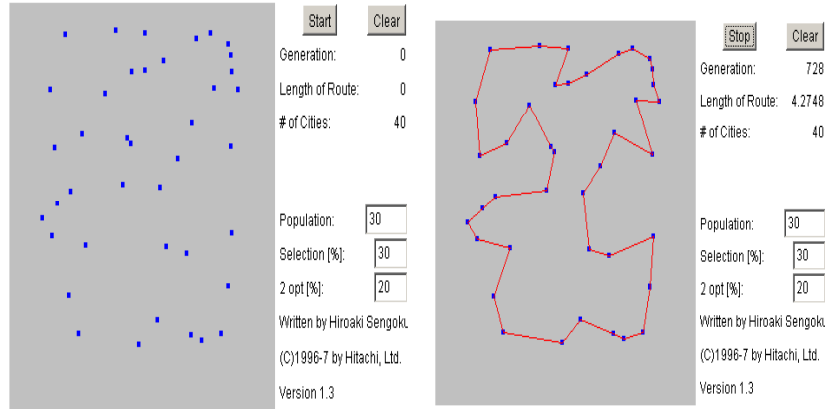 Start Clear
Generation: 0
Length of Route: 0
# of Cities: 40
Population: 30
Selection [%]: 30
2 opt [%]: 20
Written by Hiroaki Sengoku
(C)1996-7 by Hitachi, Ltd.
Version 1.3
Stop Clear
Generation: 728
Length of Route: 4.2748
# of Cities: 40
Population: 30
Selection [%]: 30
2 opt [%]: 20
Written by Hiroaki Sengoku
(C)1996-7 by Hitachi, Ltd.
Version 1.3